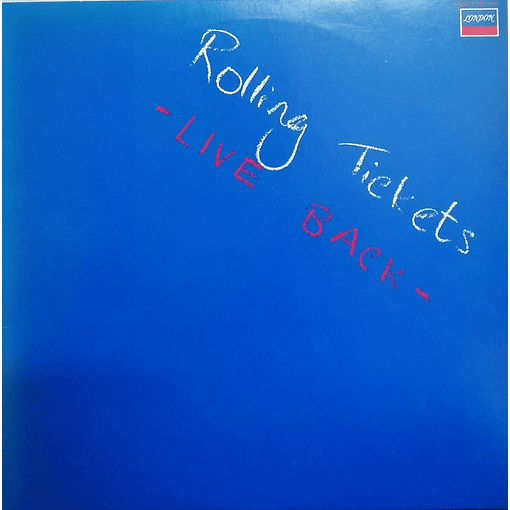 LONDON
Rolling Tickets
- LIVE BACK -